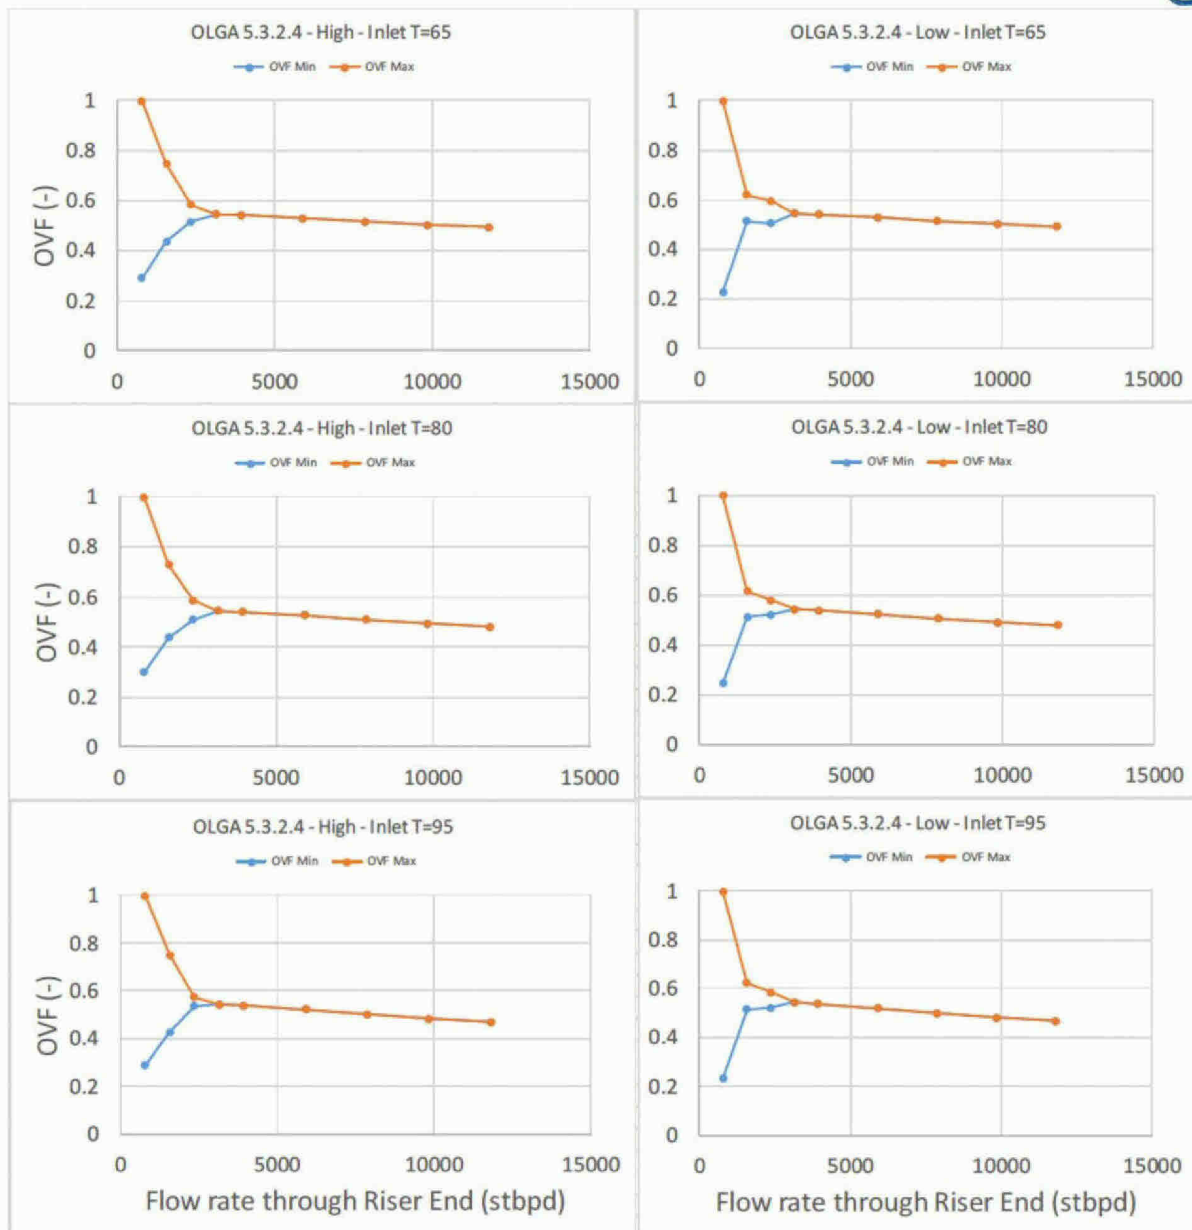 OLGA 5.3.2.4 - High - Inlet T=65
OVF Min OVF Max
1
0.8
0.6
0.4
0.2
0
OVF (-)
0 5000 10000 15000
OLGA 5.3.2.4 - Low - Inlet T=65
OVF Min OVF Max
1
0.8
0.6
0.4
0.2
0
0 5000 10000 15000
OLGA 5.3.2.4 - High - Inlet T=80
OVF Min OVF Max
1
0.8
0.6
0.4
0.2
0
OVF (-)
0 5000 10000 15000
OLGA 5.3.2.4 - Low - Inlet T=80
OVF Min OVF Max
1
0.8
0.6
0.4
0.2
0
0 5000 10000 15000
OLGA 5.3.2.4 - High - Inlet T=95
OVF Min OVF Max
1
0.8
0.6
0.4
0.2
0
OVF (-)
0 5000 10000 15000
Flow rate through Riser End (stbpd)
OLGA 5.3.2.4 - Low - Inlet T=95
OVF Min OVF Max
1
0.8
0.6
0.4
0.2
0
0 5000 10000 15000
Flow rate through Riser End (stbpd)